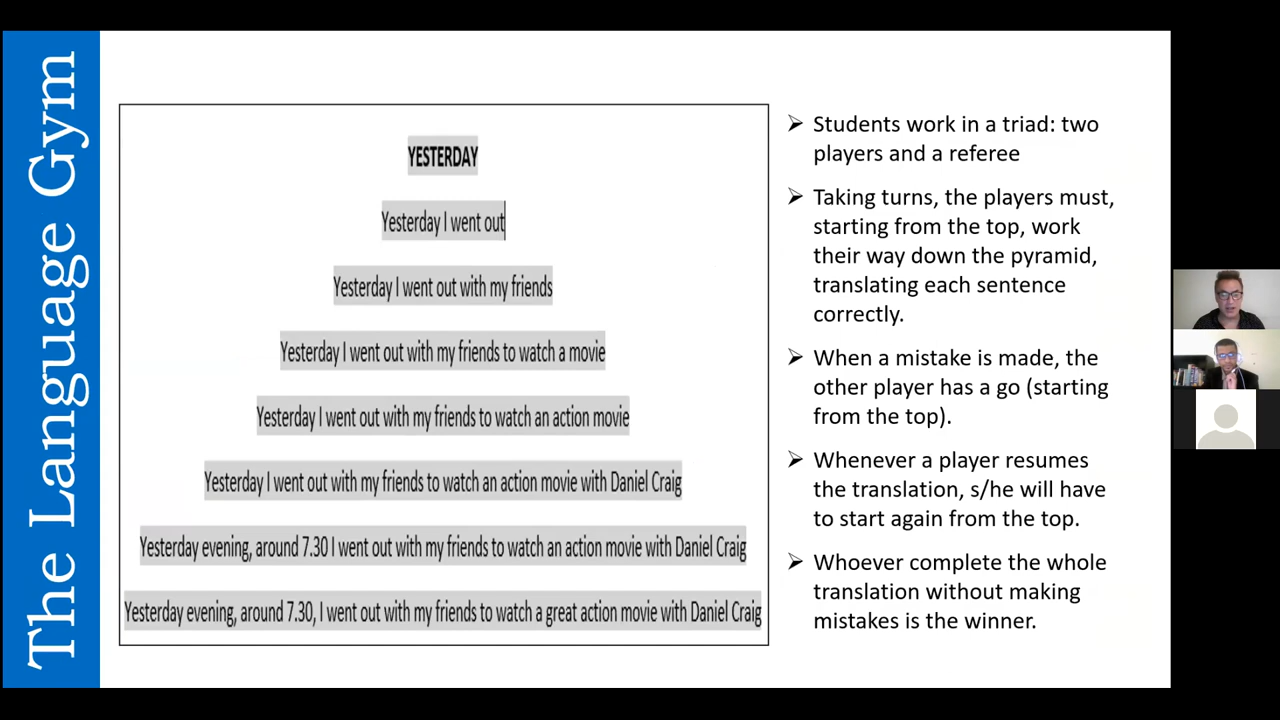 The Language Gym
YESTERDAY
Yesterday I went out
Yesterday I went out with my friends
Yesterday I went out with my friends to watch a movie
Yesterday I went out with my friends to watch an action movie
Yesterday I went out with my friends to watch an action movie with Daniel Craig
Yesterday evening, around 7.30 I went out with my friends to watch an action movie with Daniel Craig
Yesterday evening, around 7.30, I went out with my friends to watch a great action movie with Daniel Craig
➢ Students work in a triad: two
players and a referee
➢ Taking turns, the players must,
starting from the top, work
their way down the pyramid,
translating each sentence
correctly.
➢ When a mistake is made, the
other player has a go (starting
from the top).
➢ Whenever a player resumes
the translation, s/he will have
to start again from the top.
➢ Whoever complete the whole
translation without making
mistakes is the winner.